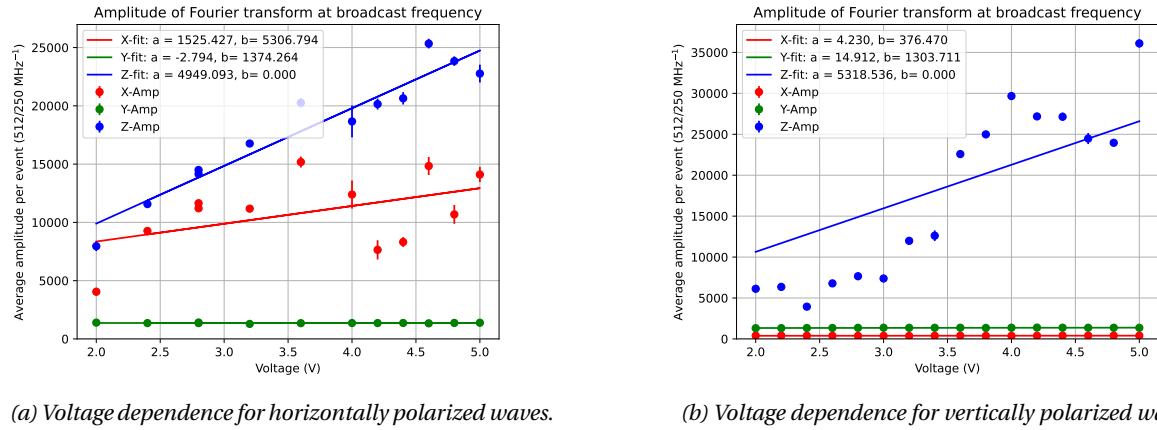 Amplitude of Fourier transform at broadcast frequency
X-fit: a = 1525.427, b= 5306.794
Y-fit: a = -2.794, b= 1374.264
Z-fit: a = 4949.093, b= 0.000
X-Amp
Y-Amp
Z-Amp
Average amplitude per event (512/250 MHz⁻¹)
25000
20000
15000
10000
5000
0
2.0 2.5 3.0 3.5 4.0 4.5 5.0
Voltage (V)
(a) Voltage dependence for horizontally polarized waves.
Amplitude of Fourier transform at broadcast frequency
X-fit: a = 4.230, b= 376.470
Y-fit: a = 14.912, b= 1303.711
Z-fit: a = 5318.536, b= 0.000
X-Amp
Y-Amp
Z-Amp
Average amplitude per event (512/250 MHz⁻¹)
35000
30000
25000
20000
15000
10000
5000
0
2.0 2.5 3.0 3.5 4.0 4.5 5.0
Voltage (V)
(b) Voltage dependence for vertically polarized